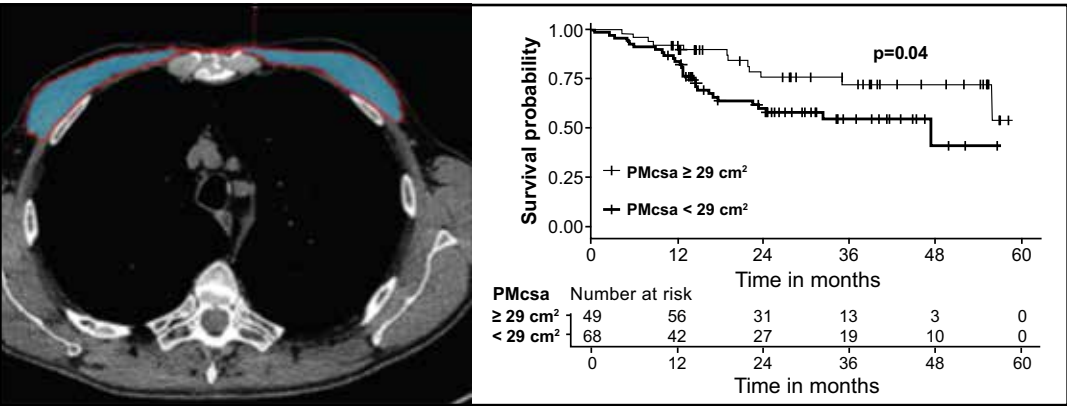 Survival probability
1.00
0.75
0.50
0.25
0.00
p=0.04
PMcsa ≥ 29 cm²
PMcsa < 29 cm²
0 12 24 36 48 60
Time in months
PMcsa Number at risk
≥ 29 cm² 49 56 31 13 3 0
< 29 cm² 68 42 27 19 10 0
0 12 24 36 48 60
Time in months